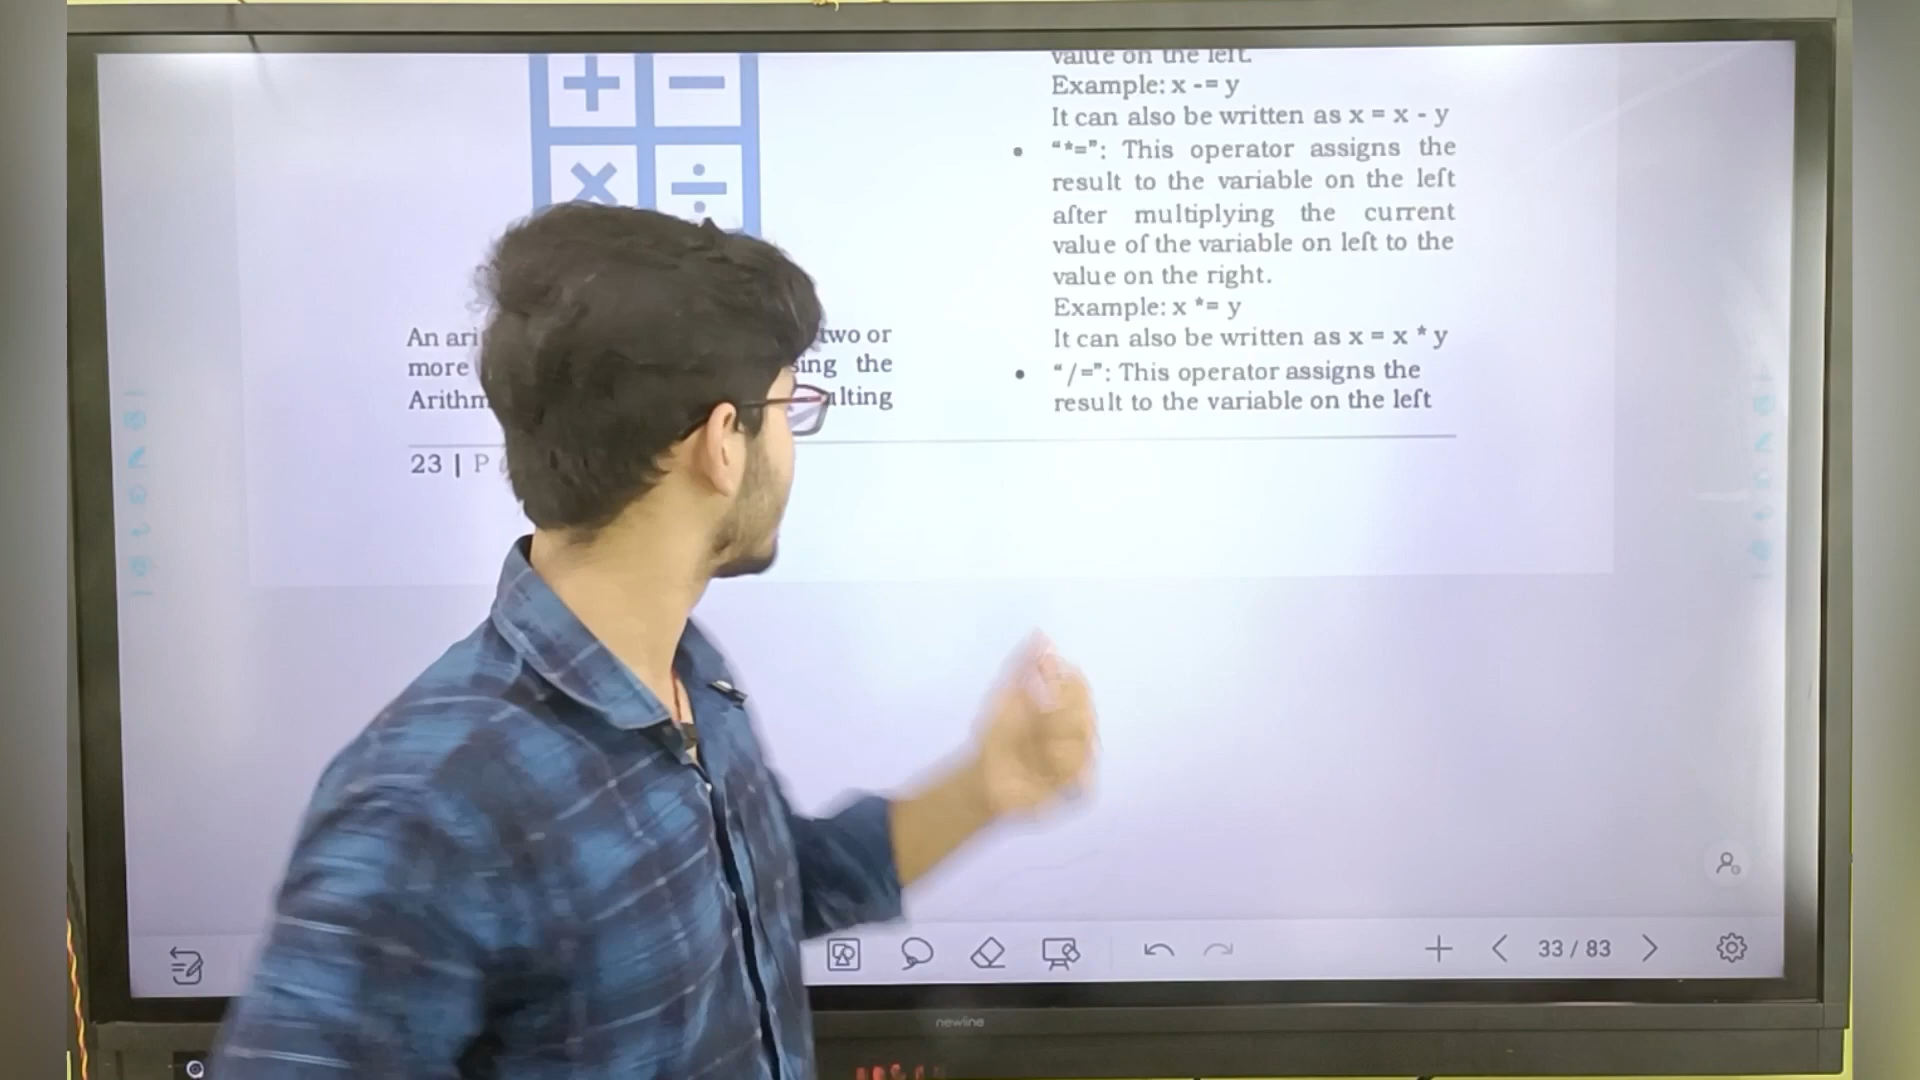 An ari two or
more sing the
Arithm ulting
23 | P
value on the left.
Example: x -= y
It can also be written as x = x - y
• “*=”: This operator assigns the
result to the variable on the left
after multiplying the current
value of the variable on left to the
value on the right.
Example: x *= y
It can also be written as x = x * y
• “/=”: This operator assigns the
result to the variable on the left
33 / 83
newline